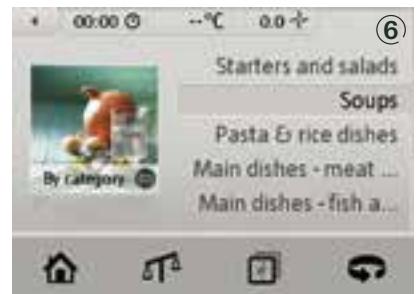 00:00 --°C 0.0 ⑥
Starters and salads
Soups
Pasta & rice dishes
Main dishes - meat ...
Main dishes - fish a...
By category